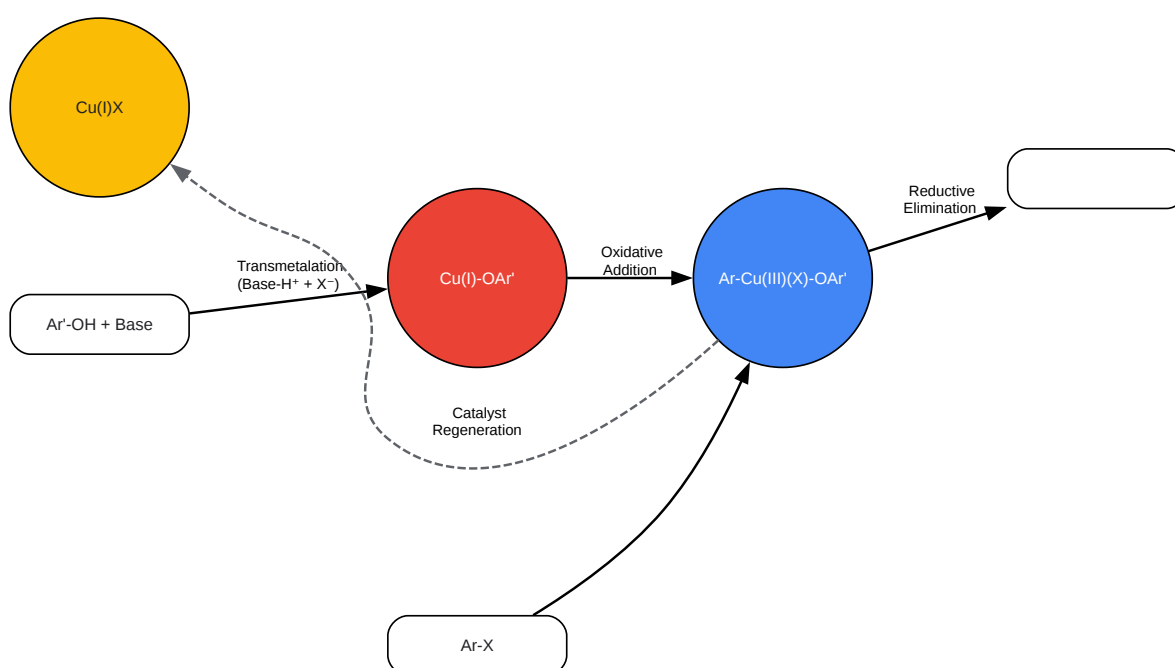 Cu(I)X
Reductive
Elimination
Transmetalation
(Base-H⁺ + X⁻)
Cu(I)-OAr'
Oxidative
Addition
Ar-Cu(III)(X)-OAr'
Ar'-OH + Base
Catalyst
Regeneration
Ar-X